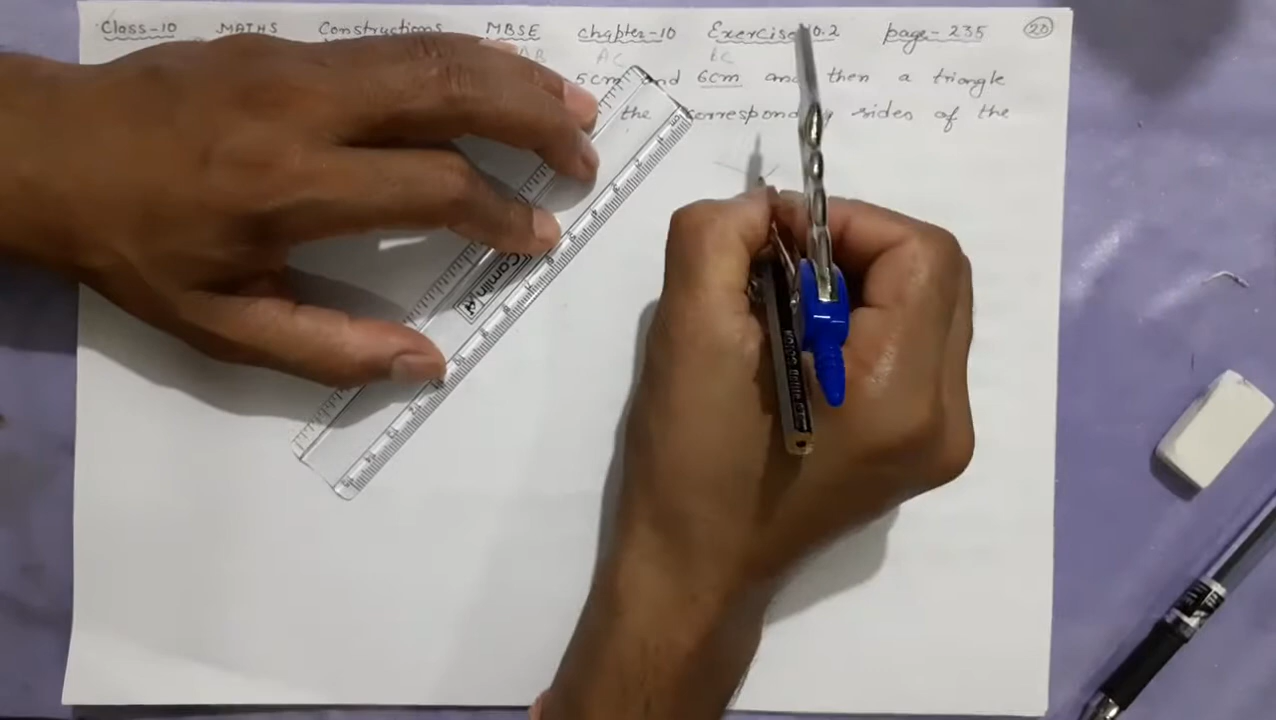 Class-10 MATHS Constructions MBSE chapter-10 Exercise 10.2 page-235 20
AB AC BC
5cm and 6cm and then a triangle
the corresponding sides of the
Camlin